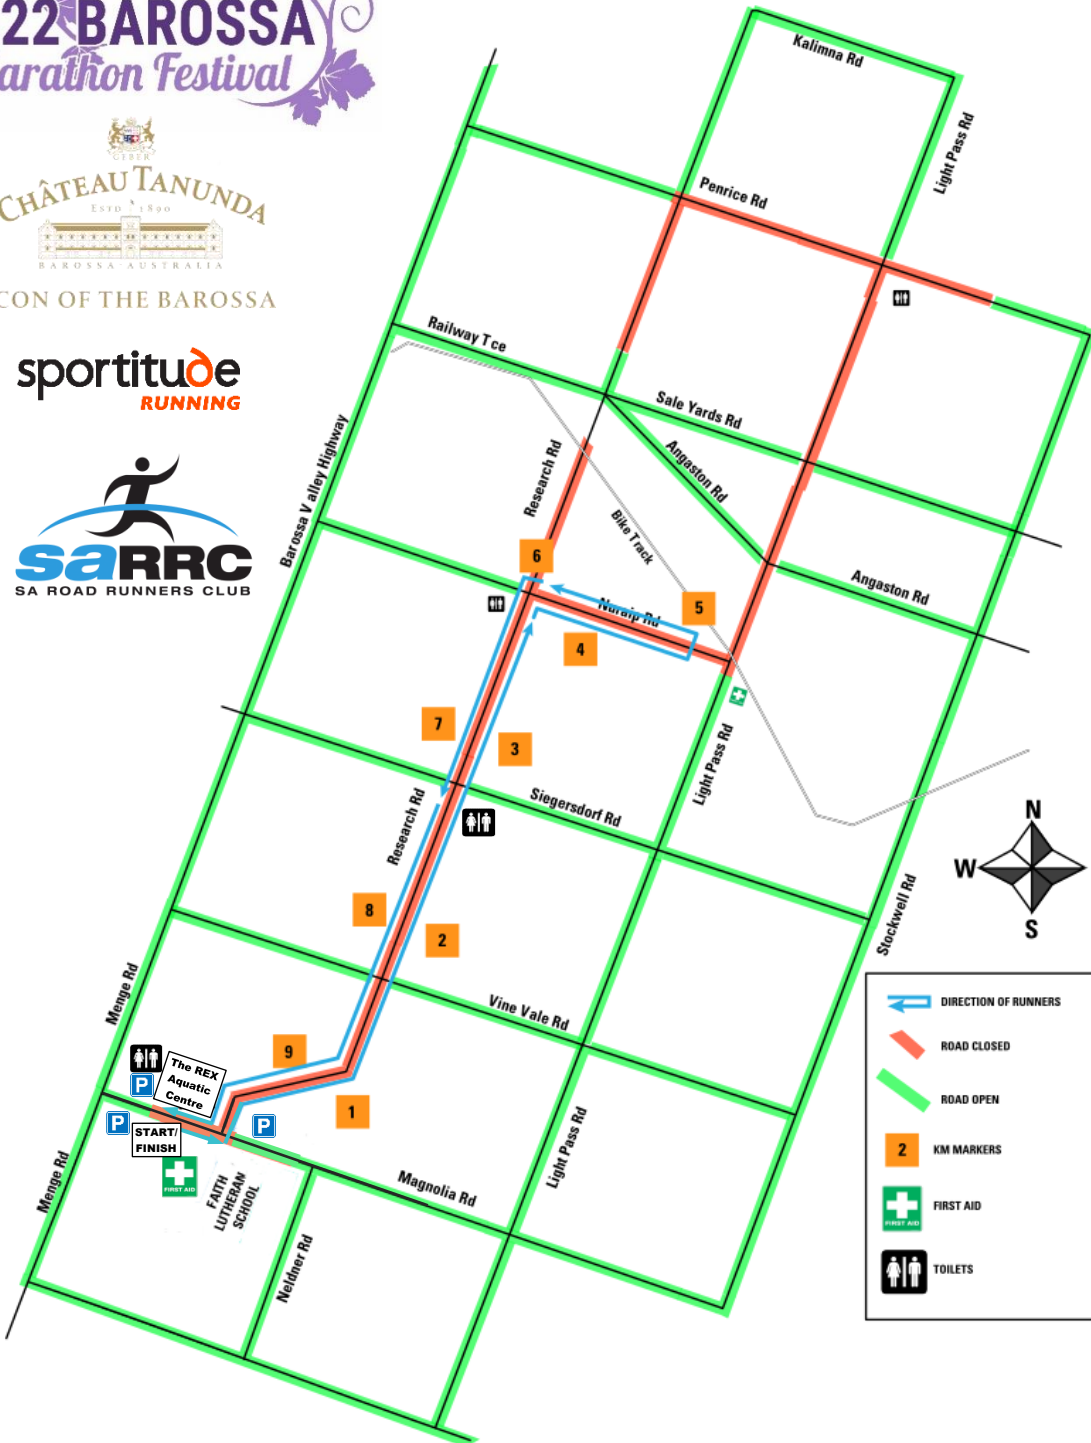 22 BAROSSA
arathon Festival
GEBER
CHÂTEAU TANUNDA
ESTD 1890
BAROSSA · AUSTRALIA
CON OF THE BAROSSA
sportitude
RUNNING
saRRC
SA ROAD RUNNERS CLUB
Kalimna Rd
Light Pass Rd
Penrice Rd
Railway Tce
Sale Yards Rd
Barossa Valley Highway
Research Rd
Angaston Rd
Bike Track
Angaston Rd
6
Nuraip Rd
5
4
7
3
Light Pass Rd
Siegersdorf Rd
Research Rd
N
W
S
8
2
Stockwell Rd
Menge Rd
Vine Vale Rd
9
The REX
Aquatic
Centre
P
1
P
P
START/
FINISH
FIRST AID
FAITH
LUTHERAN
SCHOOL
Menge Rd
Magnolia Rd
Light Pass Rd
Neldner Rd
DIRECTION OF RUNNERS
ROAD CLOSED
ROAD OPEN
2 KM MARKERS
FIRST AID
FIRST AID
TOILETS